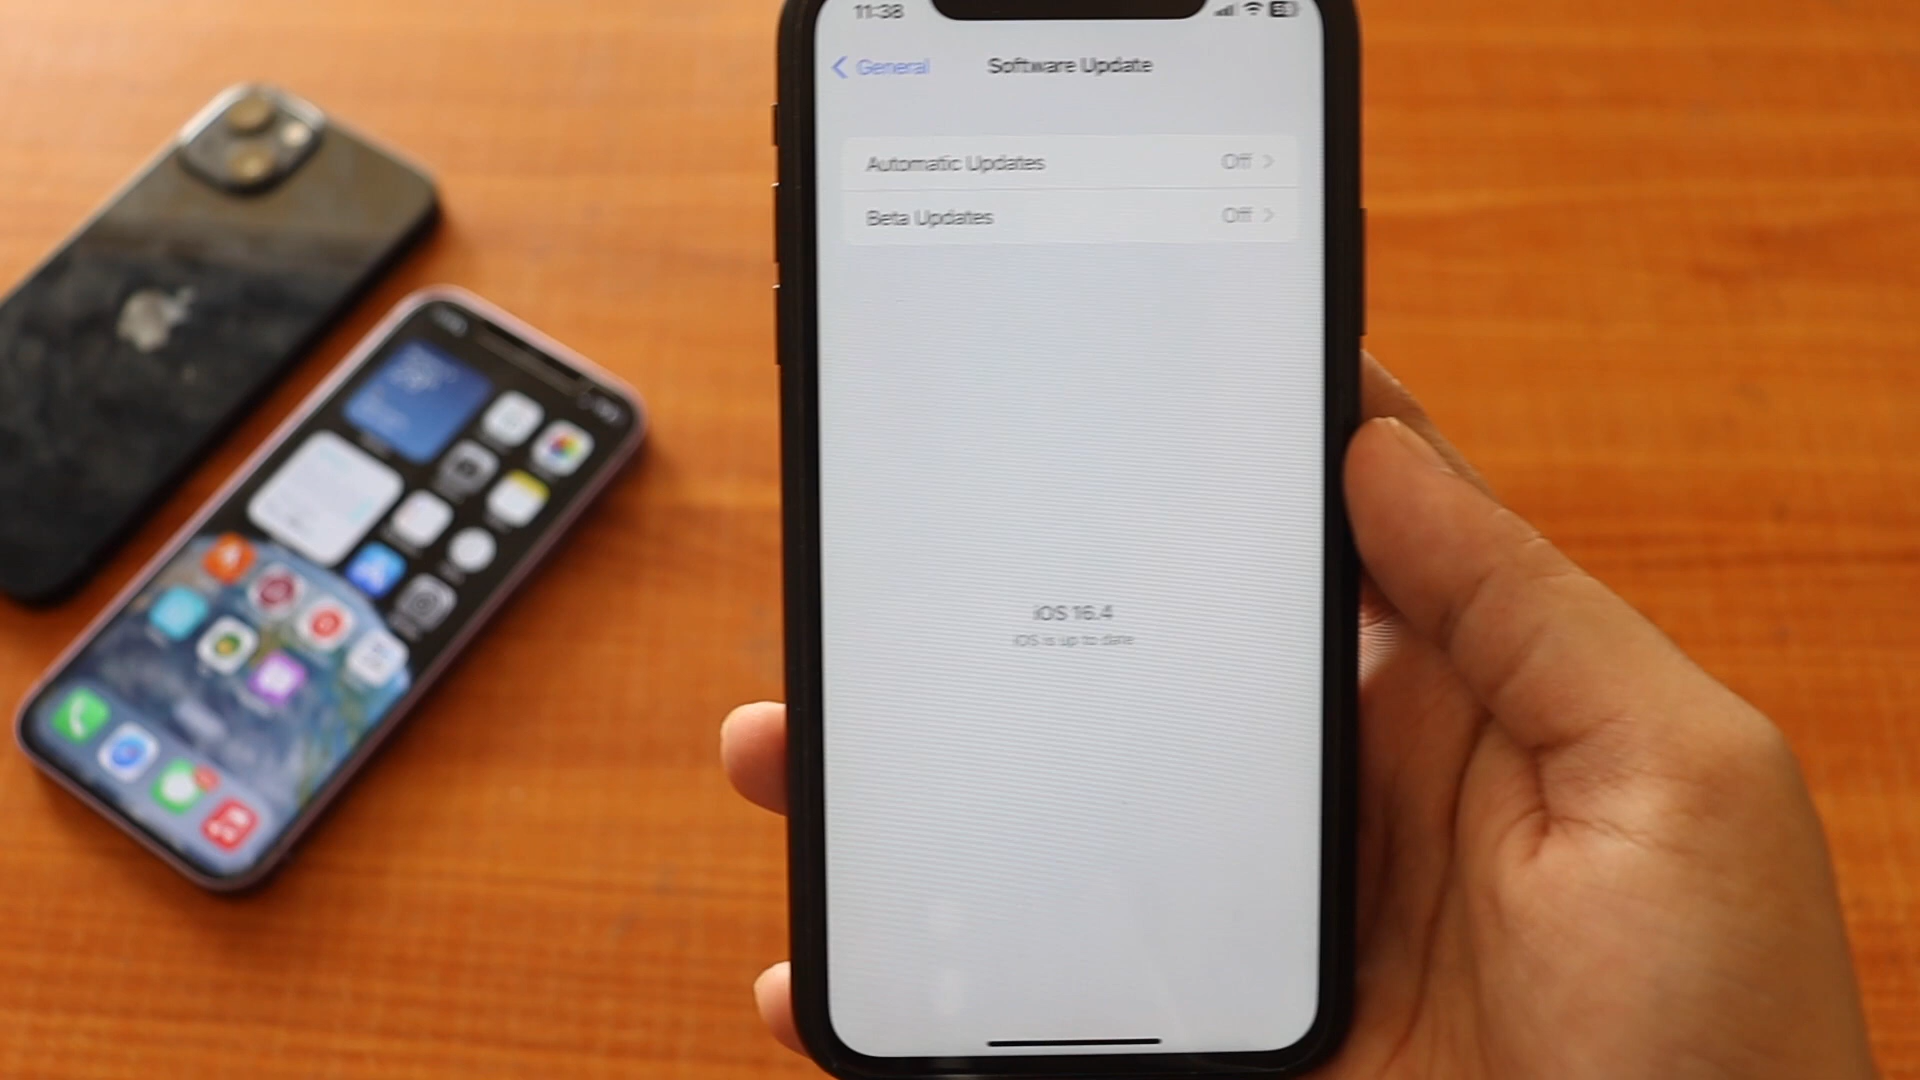 11:38
General
Software Update
Automatic Updates Off
Beta Updates Off
iOS 16.4
iOS is up to date